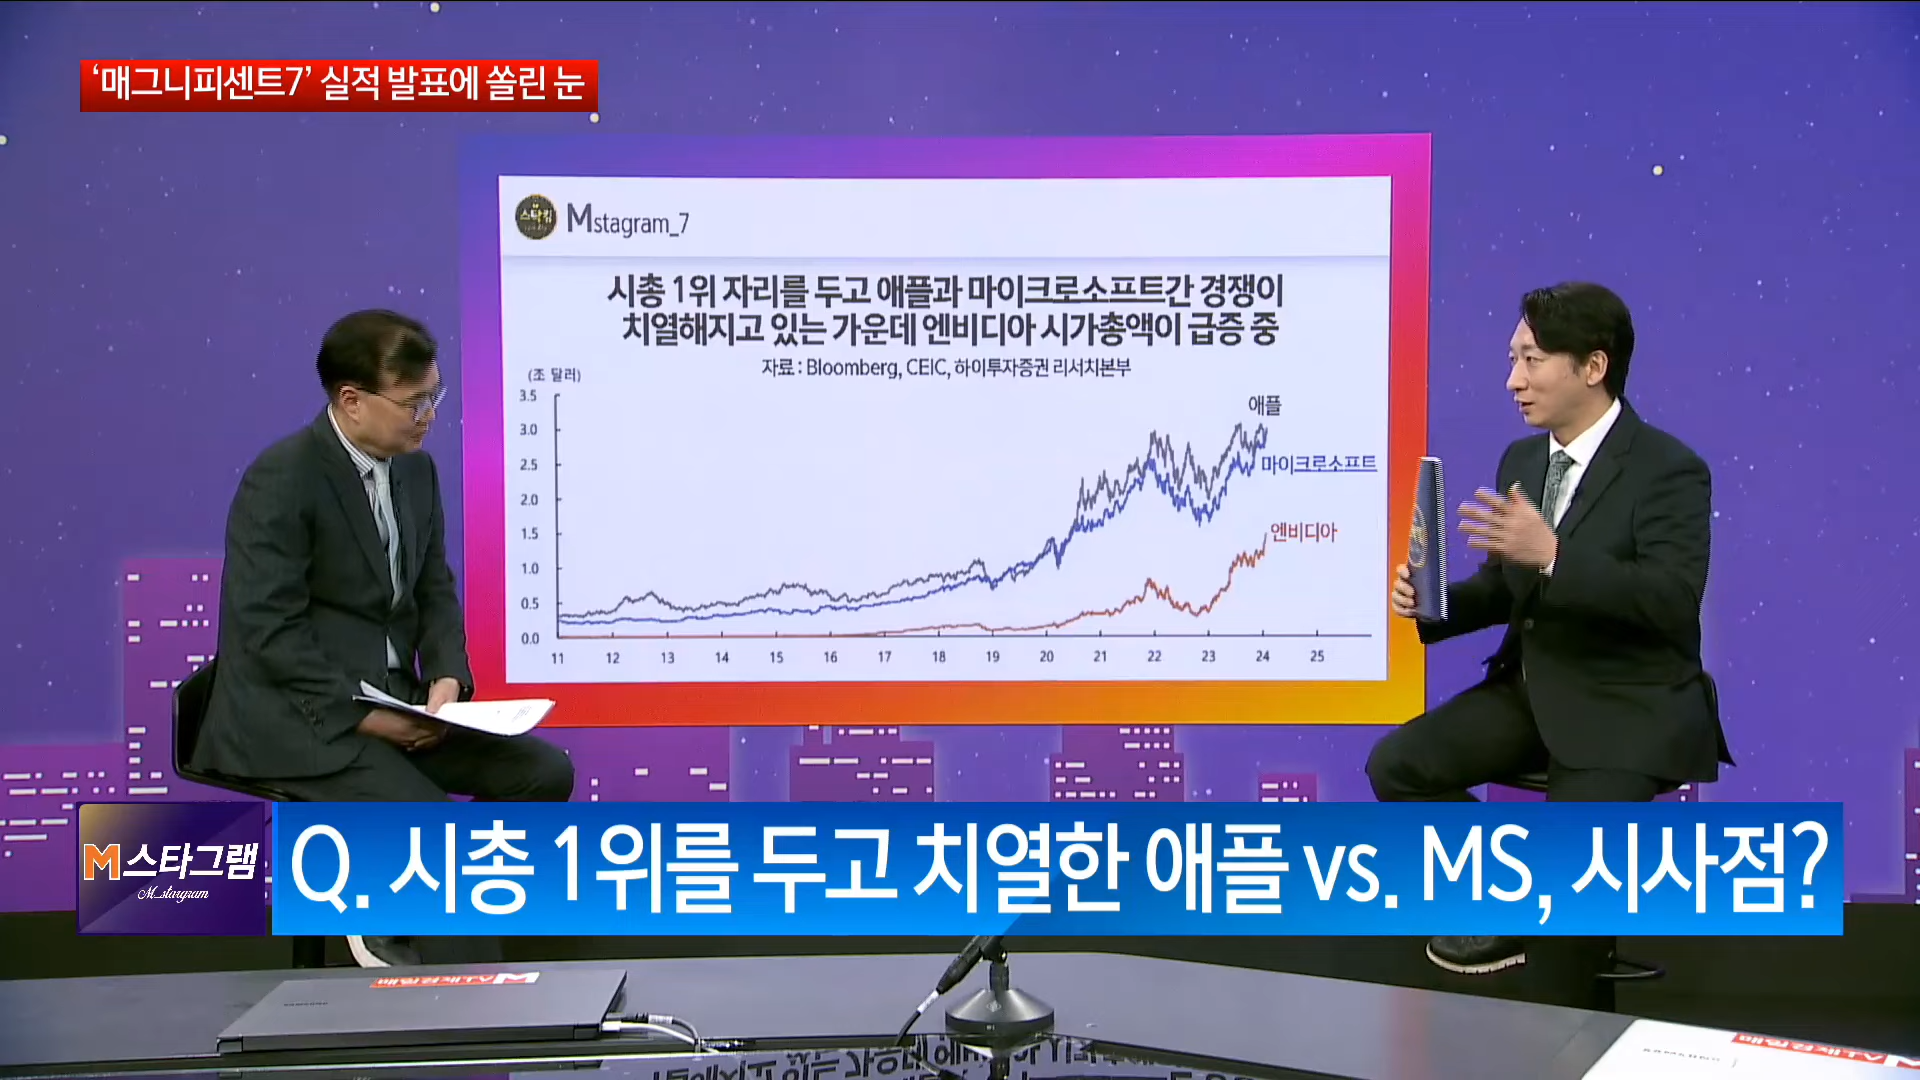 ‘매그니피센트7’ 실적 발표에 쏠린 눈
스닥킹
Mstagram_7
시총 1위 자리를 두고 애플과 마이크로소프트간 경쟁이
치열해지고 있는 가운데 엔비디아 시가총액이 급증 중
자료 : Bloomberg, CEIC, 하이투자증권 리서치본부
(조 달러)
3.5
3.0
2.5
2.0
1.5
1.0
0.5
0.0
애플
마이크로소프트
엔비디아
11 12 13 14 15 16 17 18 19 20 21 22 23 24 25
M스타그램
M_stargram
Q. 시총 1위를 두고 치열한 애플 vs. MS, 시사점?
SAMSUNG